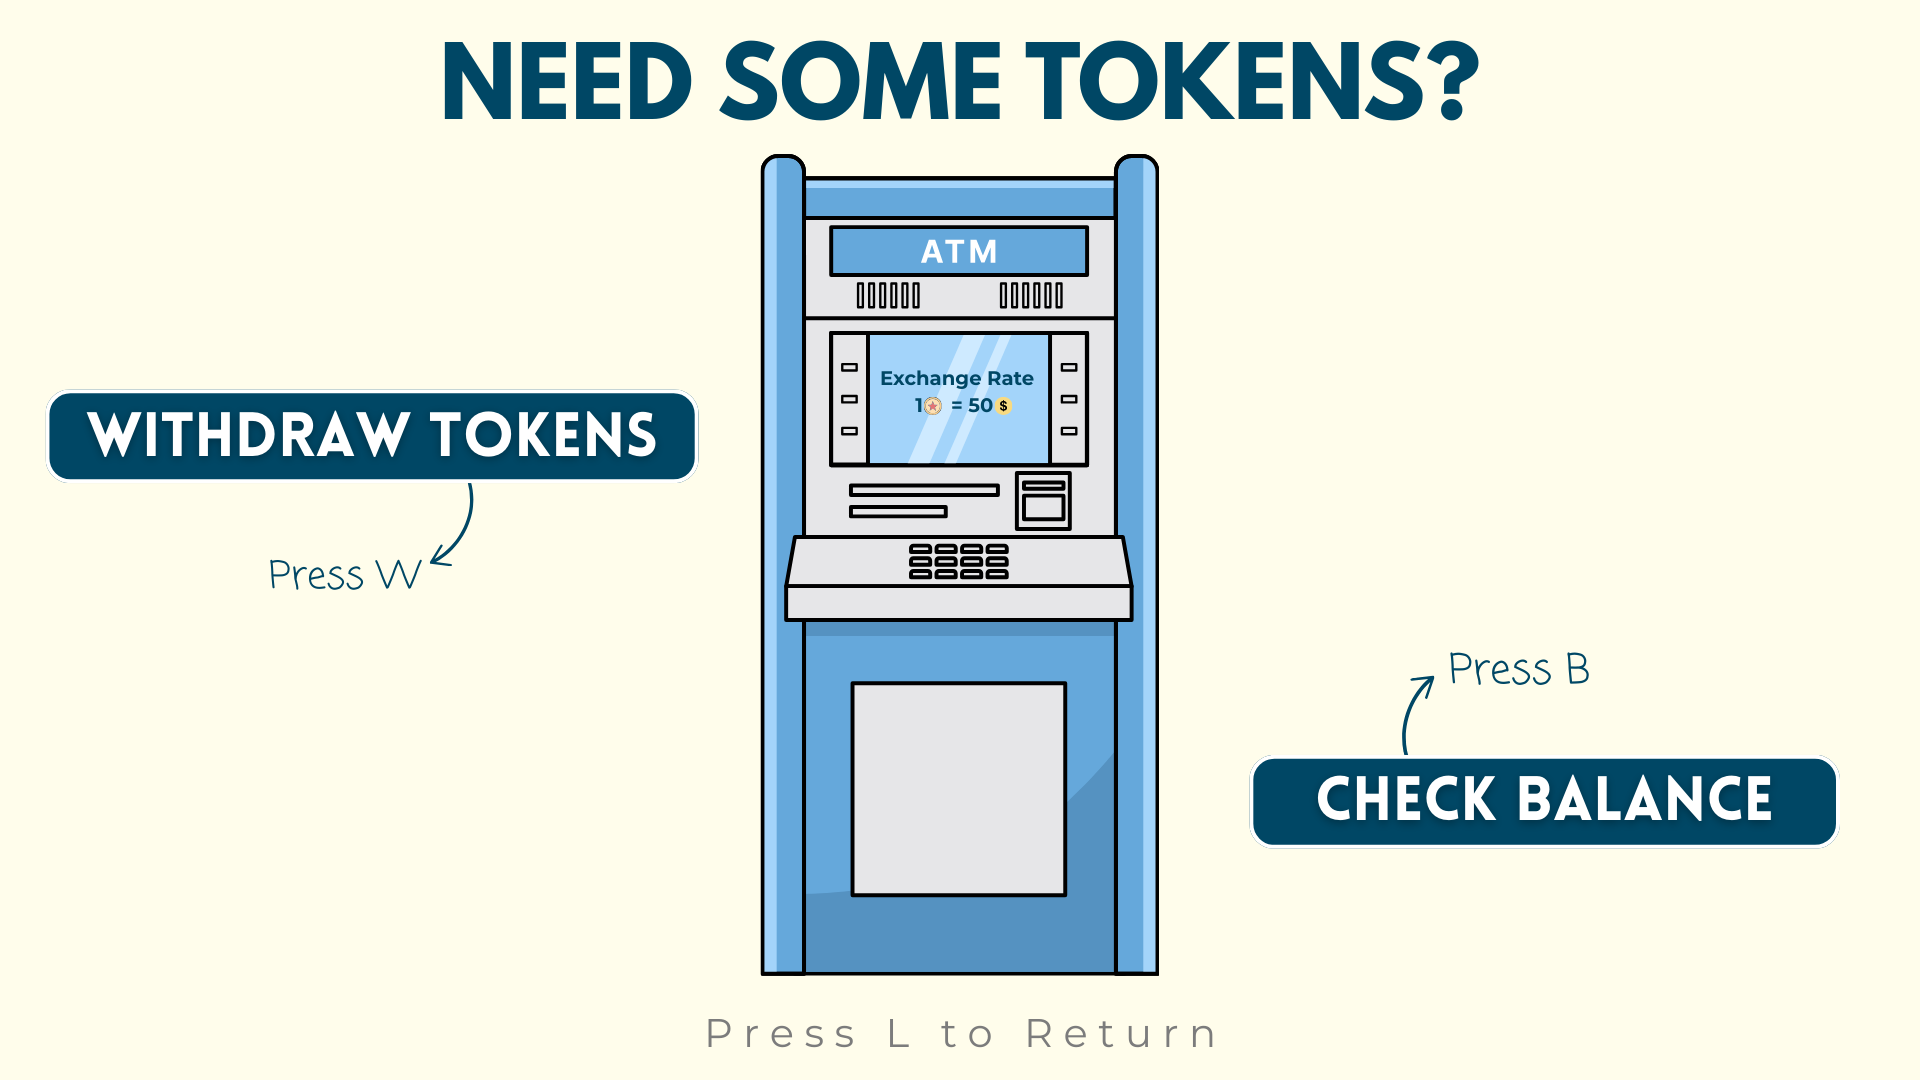 NEED SOME TOKENS?
ATM
Exchange Rate
1 = 50 $
WITHDRAW TOKENS
Press W
Press B
CHECK BALANCE
Press L to Return